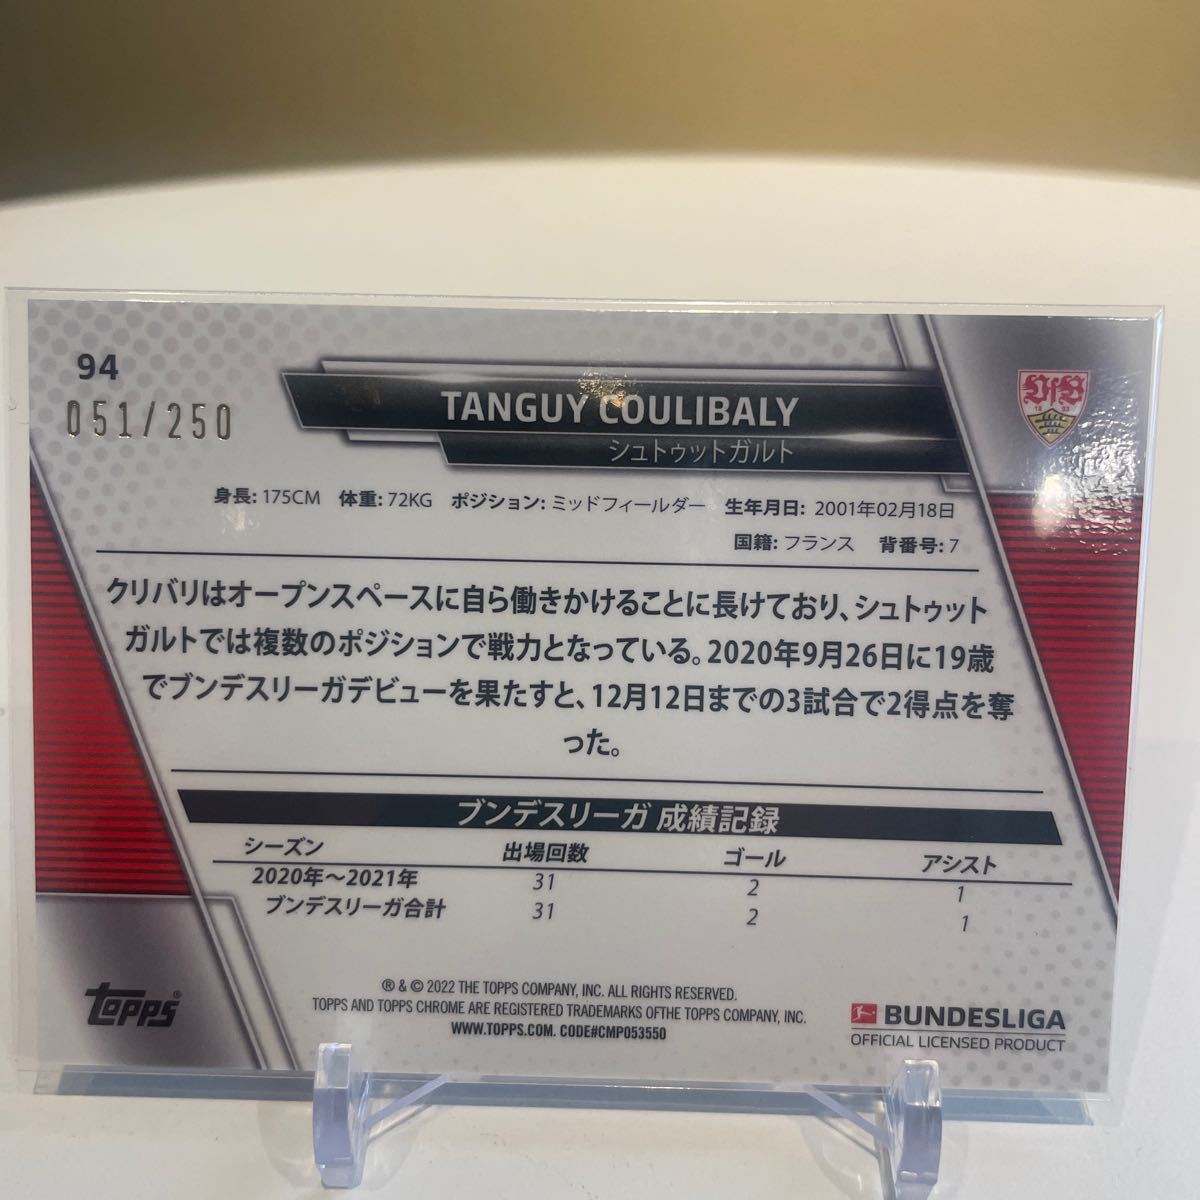 94
051/250
TANGUY COULIBALY
シュトゥットガルト
VfB
18 93
身長: 175CM 体重: 72KG ポジション: ミッドフィールダー 生年月日: 2001年02月18日
国籍: フランス 背番号: 7
クリバリはオープンスペースに自ら働きかけることに長けており、シュトゥット
ガルトでは複数のポジションで戦力となっている。2020年9月26日に19歳
でブンデスリーガデビューを果たすと、12月12日までの3試合で2得点を奪
った。
ブンデスリーガ 成績記録
シーズン 出場回数 ゴール アシスト
2020年～2021年 31 2 1
ブンデスリーガ合計 31 2 1
® & © 2022 THE TOPPS COMPANY, INC. ALL RIGHTS RESERVED.
TOPPS AND TOPPS CHROME ARE REGISTERED TRADEMARKS OFTHE TOPPS COMPANY, INC.
WWW.TOPPS.COM. CODE#CMP053550
TOPPS®
BUNDESLIGA
OFFICIAL LICENSED PRODUCT